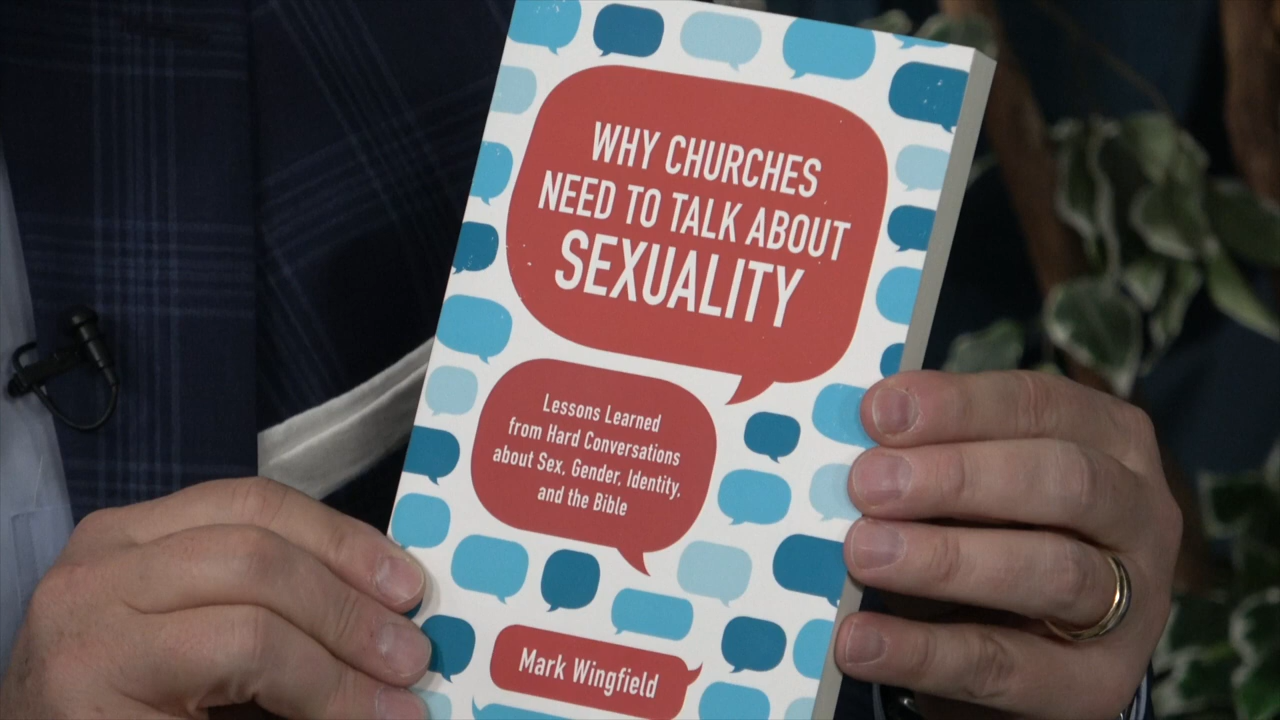 WHY CHURCHES
NEED TO TALK ABOUT
SEXUALITY
Lessons Learned
from Hard Conversations
about Sex, Gender, Identity,
and the Bible
Mark Wingfield